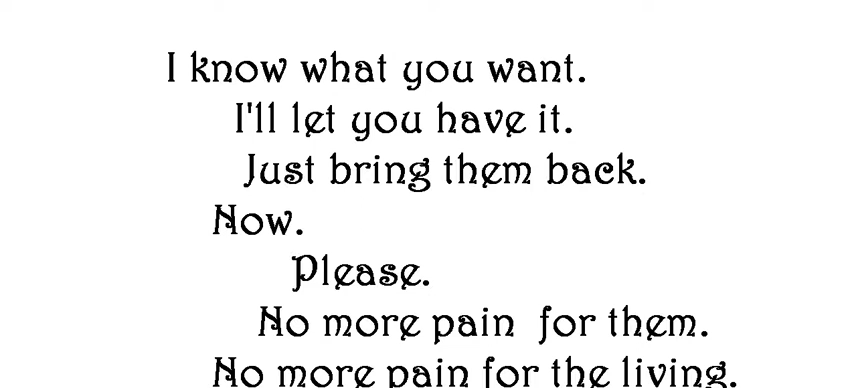 I know what you want.
I'll let you have it.
Just bring them back.
Now.
Please.
No more pain for them.
No more pain for the living.